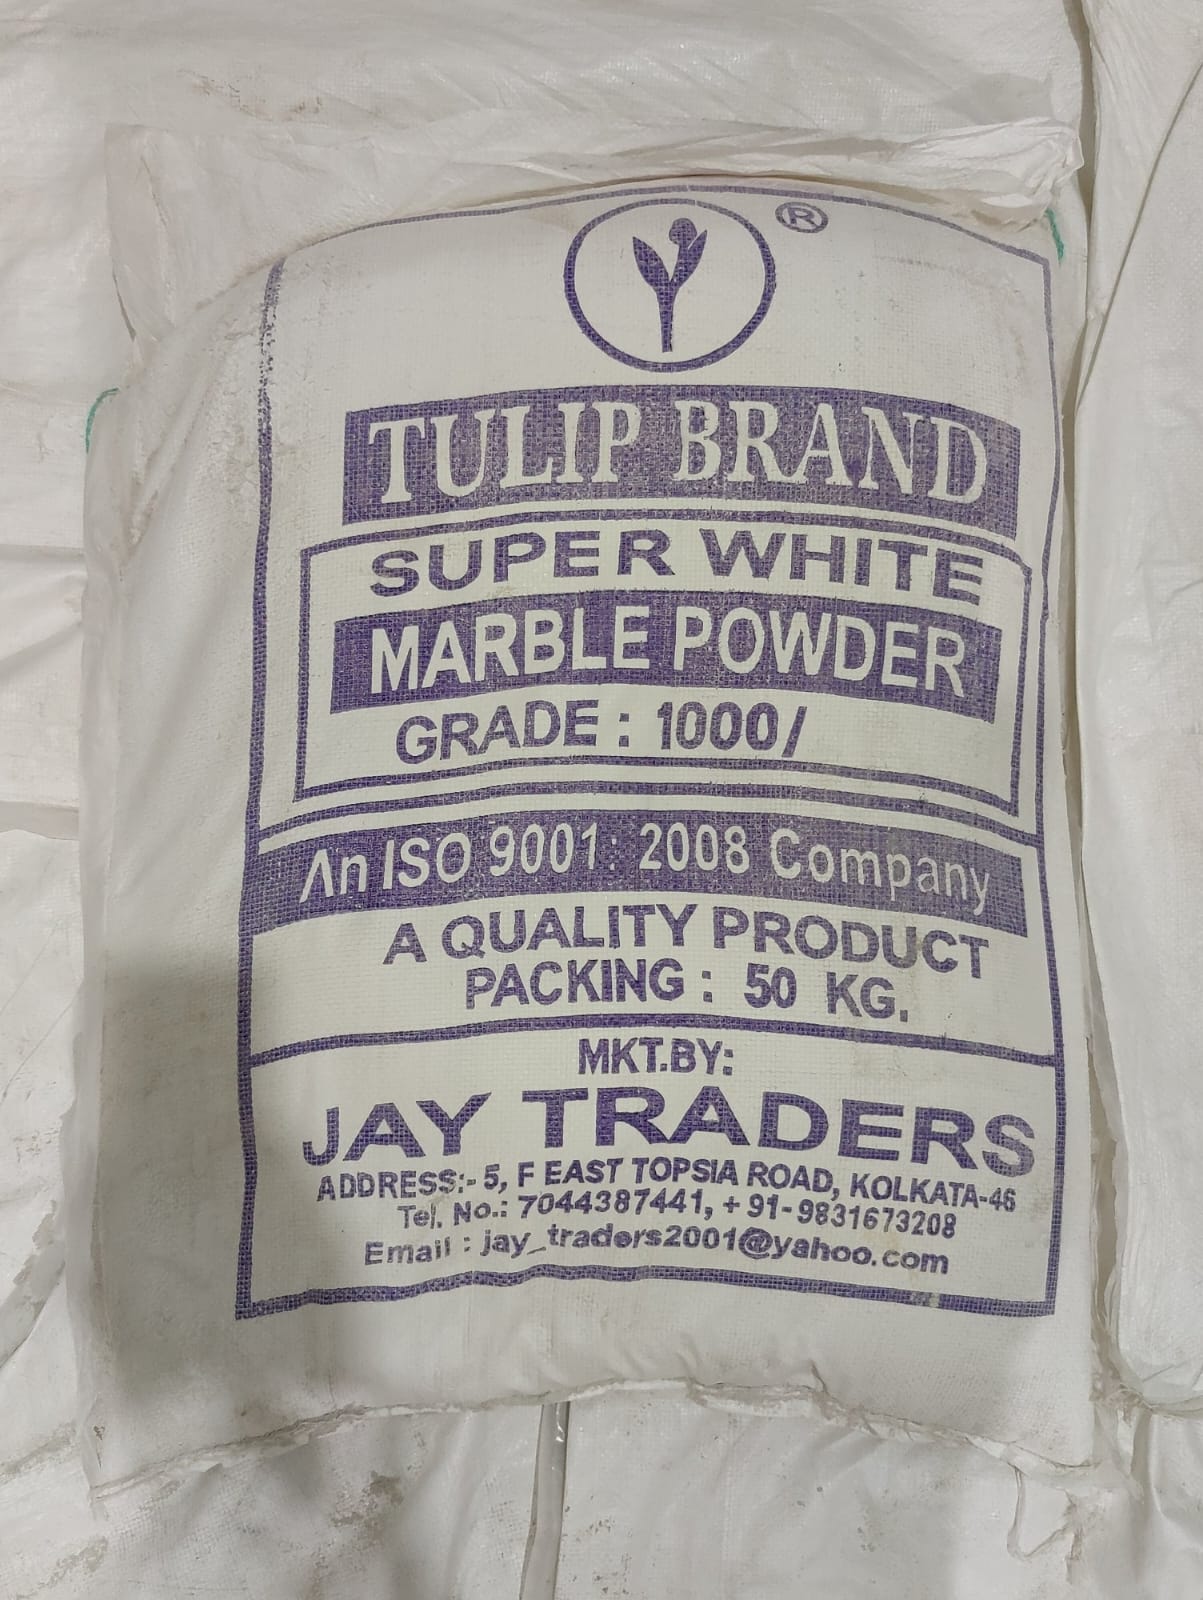 ®
TULIP BRAND
SUPER WHITE
MARBLE POWDER
GRADE : 1000/
An ISO 9001: 2008 Company
A QUALITY PRODUCT
PACKING : 50 KG.
MKT.BY:
JAY TRADERS
ADDRESS:- 5, F EAST TOPSIA ROAD, KOLKATA-46
Tel. No.: 7044387441, + 91-9831673208
Email : jay_traders2001@yahoo.com